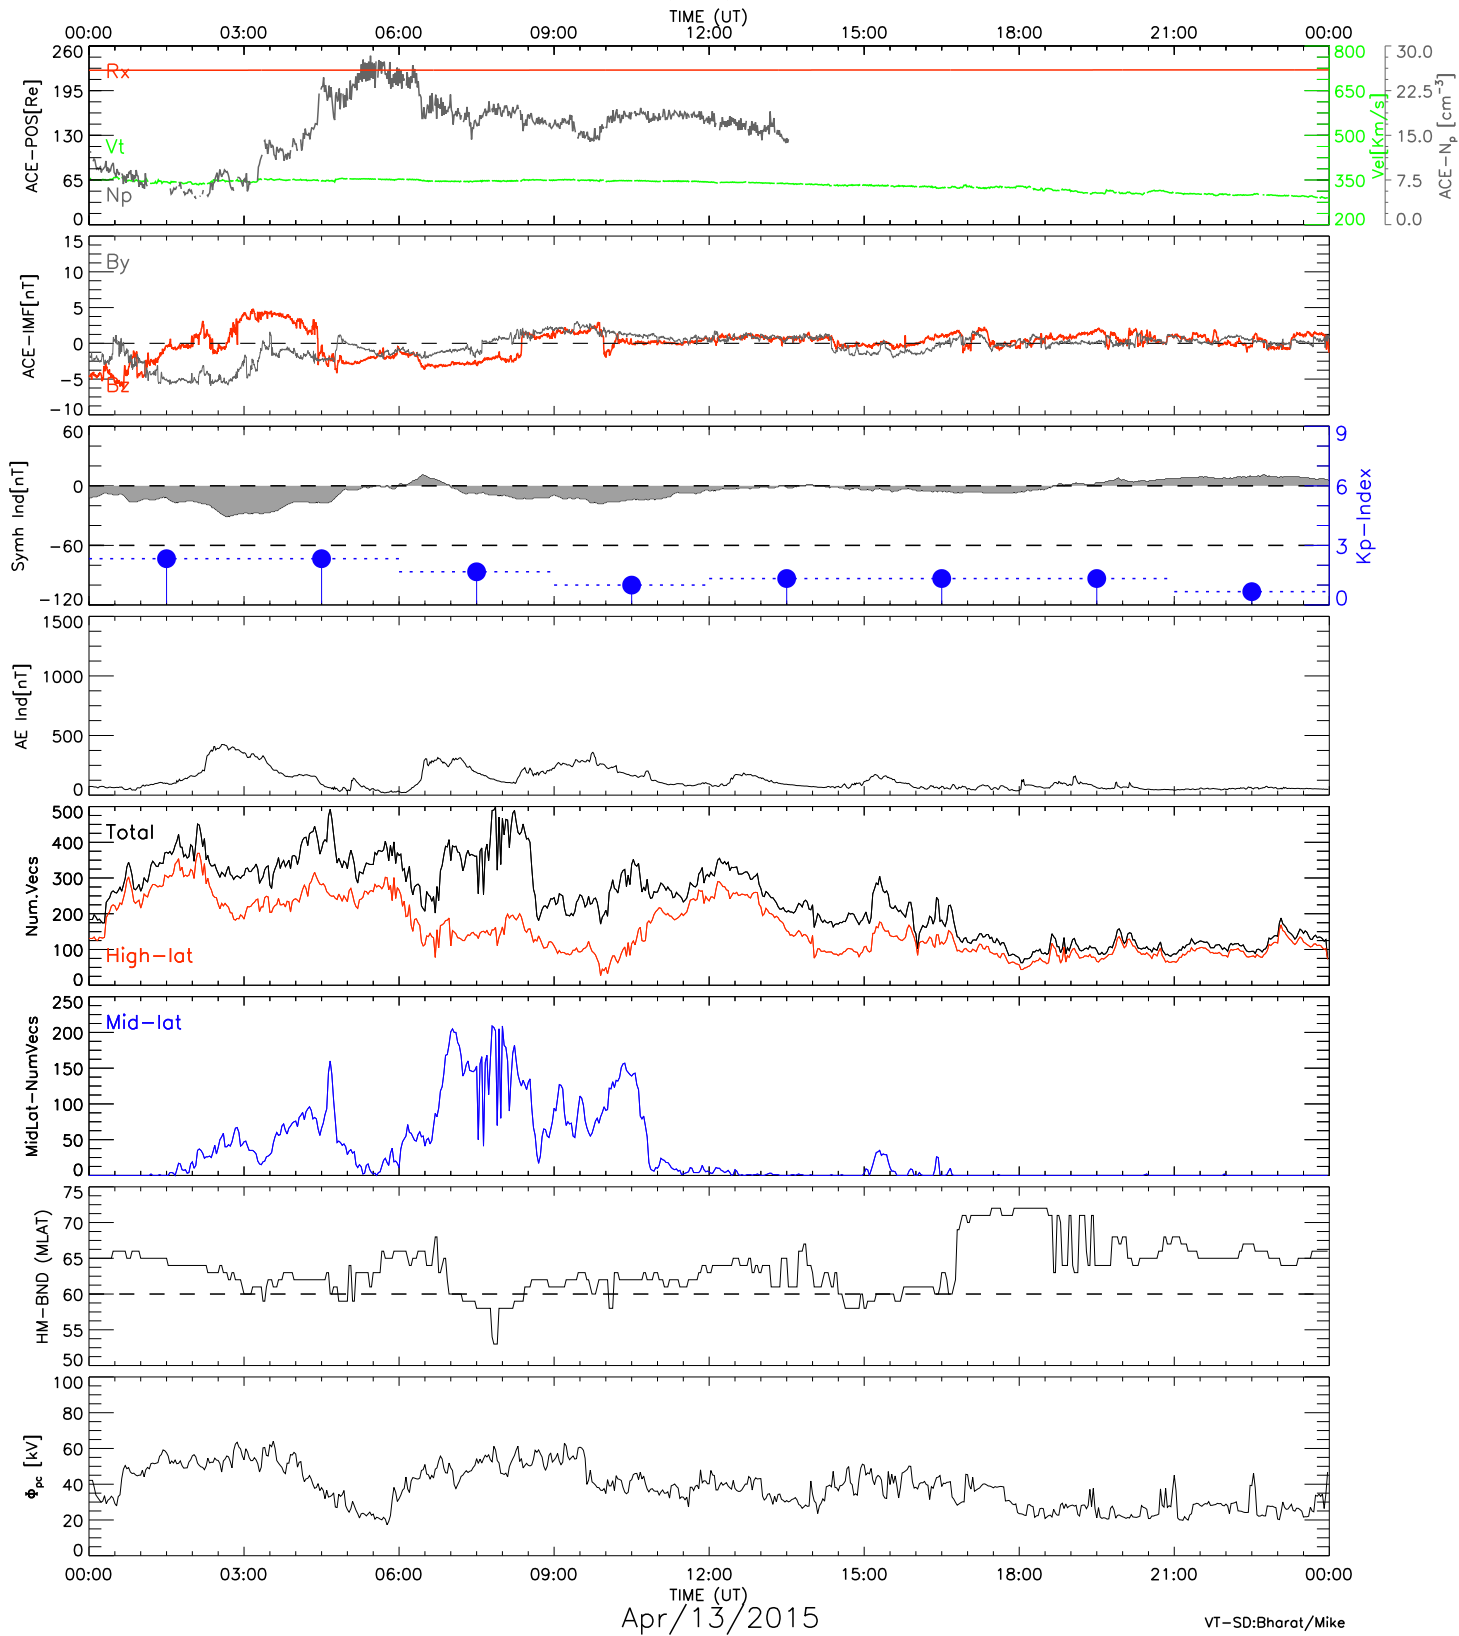 TIME (UT)
00:00 03:00 06:00 09:00 12:00 15:00 18:00 21:00 00:00
ACE-POS[Re]
260
195
130
65
0
Rx
Vt
Np
800
650
500
350
200
Vel[Km/s]
30.0
22.5
15.0
7.5
0.0
ACE-Np [cm-3]
ACE-IMF[nT]
15
10
5
0
-5
-10
By
Bz
Symh Ind[nT]
60
0
-60
-120
9
6
3
0
Kp-Index
AE Ind[nT]
1500
1000
500
0
Num.Vecs
500
400
300
200
100
0
Total
High-lat
MidLat-NumVecs
250
200
150
100
50
0
Mid-lat
HM-BND (MLAT)
75
70
65
60
55
50
Φpc [kV]
100
80
60
40
20
0
00:00 03:00 06:00 09:00 12:00 15:00 18:00 21:00 00:00
TIME (UT)
Apr/13/2015
VT-SD:Bharat/Mike